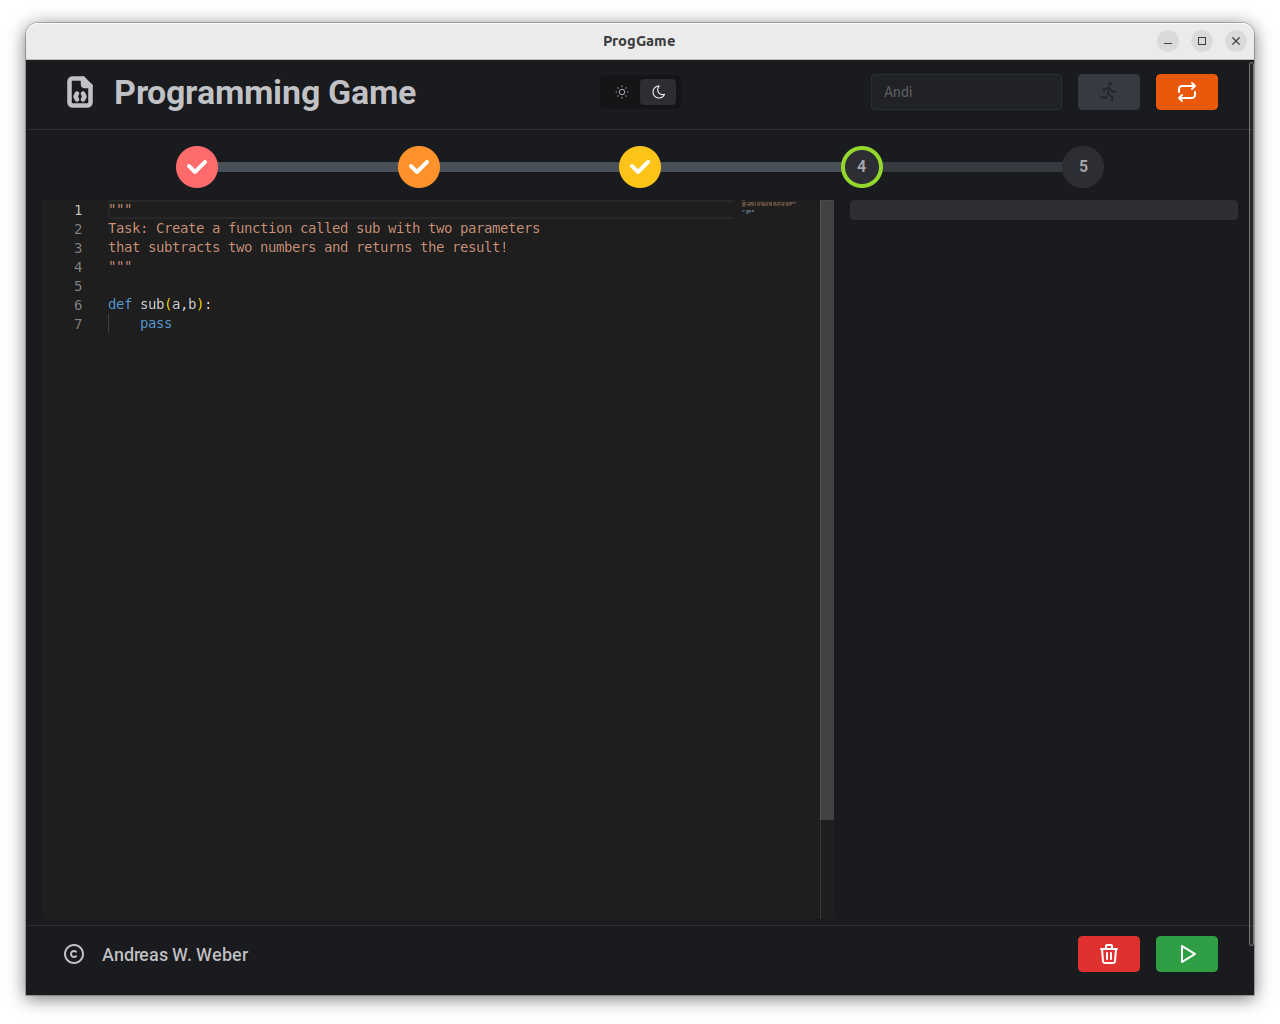 ProgGame
Programming Game
Andi
4
5
1 """
2 Task: Create a function called sub with two parameters
3 that subtracts two numbers and returns the result!
4 """
5
6 def sub(a,b):
7     pass
© Andreas W. Weber